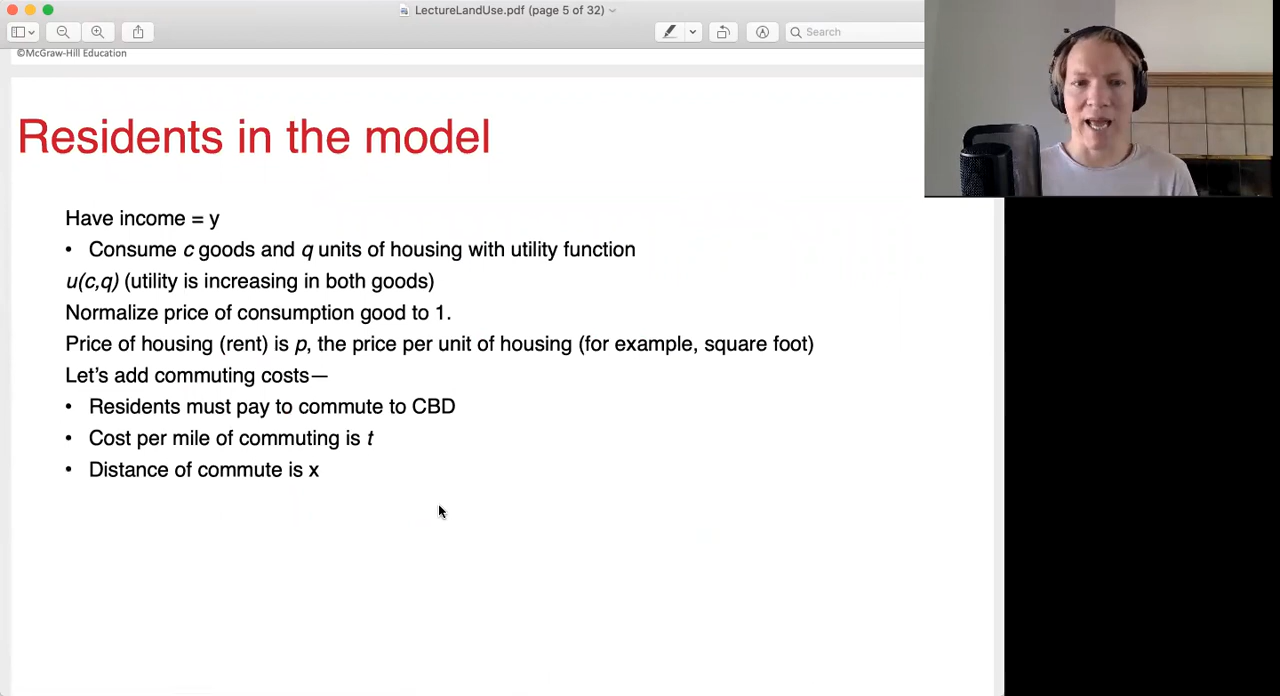 LectureLandUse.pdf (page 5 of 32)
Search
©McGraw-Hill Education
Residents in the model
Have income = y
• Consume c goods and q units of housing with utility function
u(c,q) (utility is increasing in both goods)
Normalize price of consumption good to 1.
Price of housing (rent) is p, the price per unit of housing (for example, square foot)
Let's add commuting costs—
• Residents must pay to commute to CBD
• Cost per mile of commuting is t
• Distance of commute is x